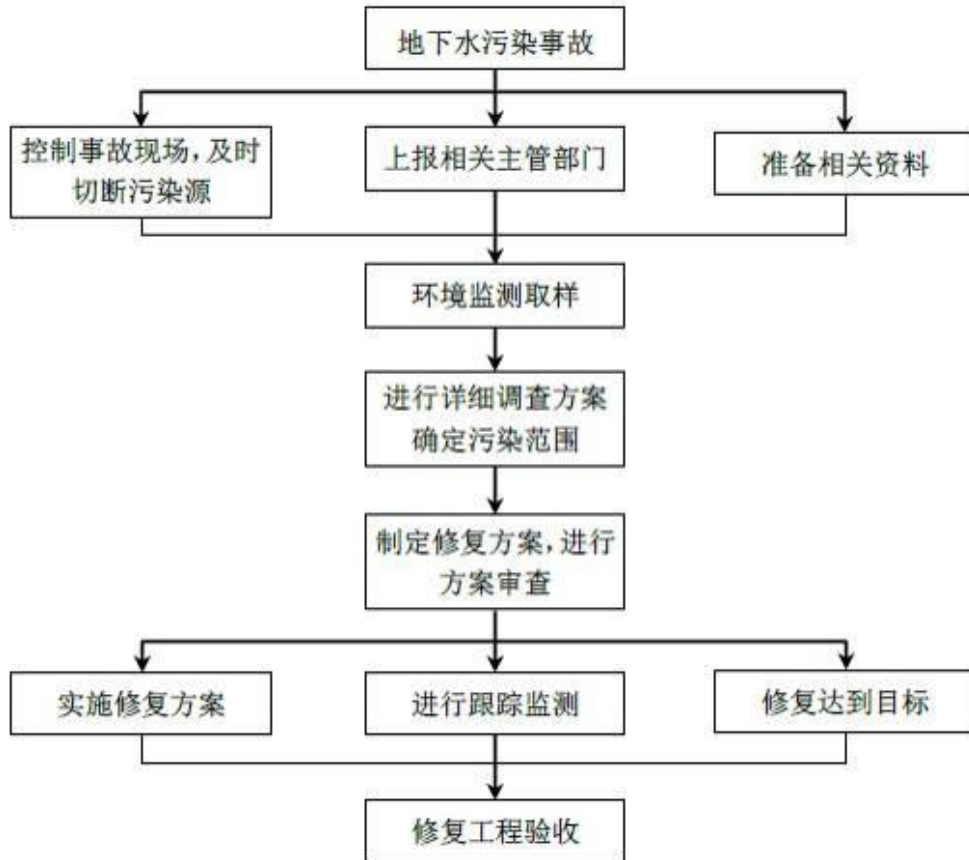 地下水污染事故
控制事故现场，及时
切断污染源
上报相关主管部门
准备相关资料
环境监测取样
进行详细调查方案
确定污染范围
制定修复方案，进行
方案审查
实施修复方案
进行跟踪监测
修复达到目标
修复工程验收